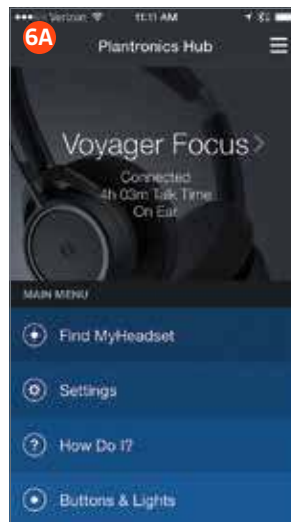 Verizon 11:11 AM
6A
Plantronics Hub
Voyager Focus
Connected
4h 03m Talk Time
On Ear
MAIN MENU
Find MyHeadset
Settings
How Do I?
Buttons & Lights